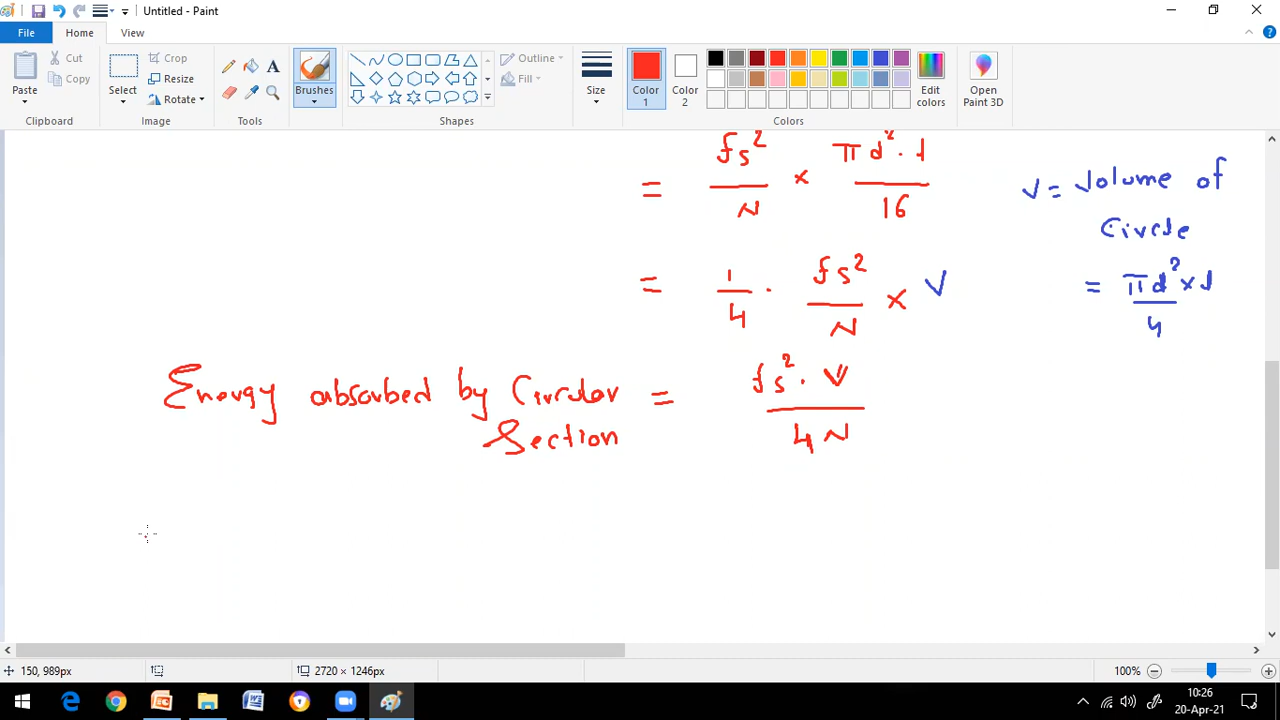 Untitled - Paint
File Home View
Paste Cut Copy Clipboard
Select Crop Resize Rotate Image
Tools
Brushes
Outline Fill Shapes
Size
Color 1 Color 2 Edit colors Colors
Open Paint 3D
= fs² / N × πd²·l / 16
= 1/4 · fs² / N × V
Energy absorbed by Circular Section = fs²·V / 4N
V = Volume of
Circle
= πd² × l / 4
150, 989px 2720 × 1246px 100%
10:26
20-Apr-21